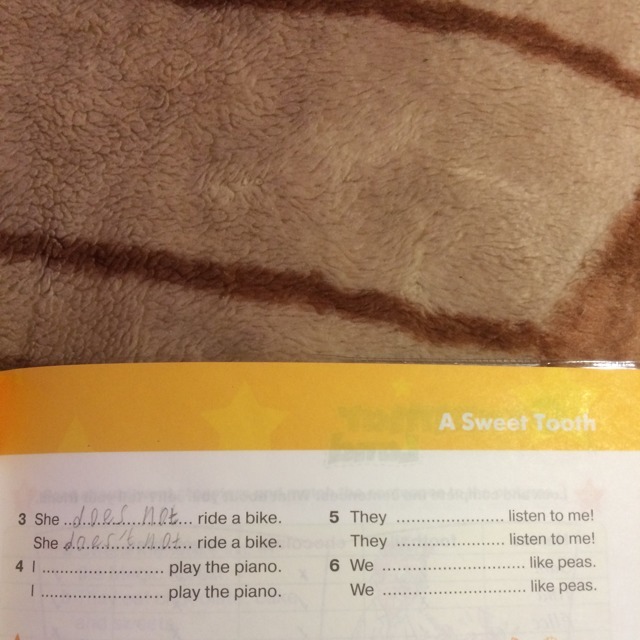 A Sweet Tooth
3 She ..does not.. ride a bike.
She does't not.. ride a bike.
4 I .......................... play the piano.
I .......................... play the piano.
5 They ....................... listen to me!
They ....................... listen to me!
6 We .............................. like peas.
We .............................. like peas.